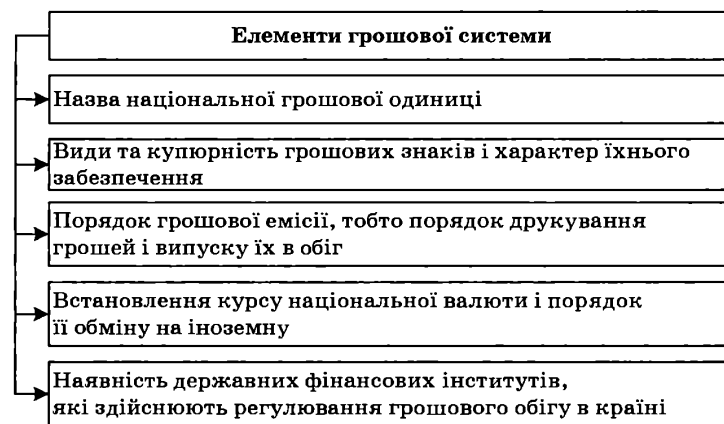 Елементи грошової системи
Назва національної грошової одиниці
Види та купюрність грошових знаків і характер їхнього
забезпечення
Порядок грошової емісії, тобто порядок друкування
грошей і випуску їх в обіг
Встановлення курсу національної валюти і порядок
її обміну на іноземну
Наявність державних фінансових інститутів,
які здійснюють регулювання грошового обігу в країні